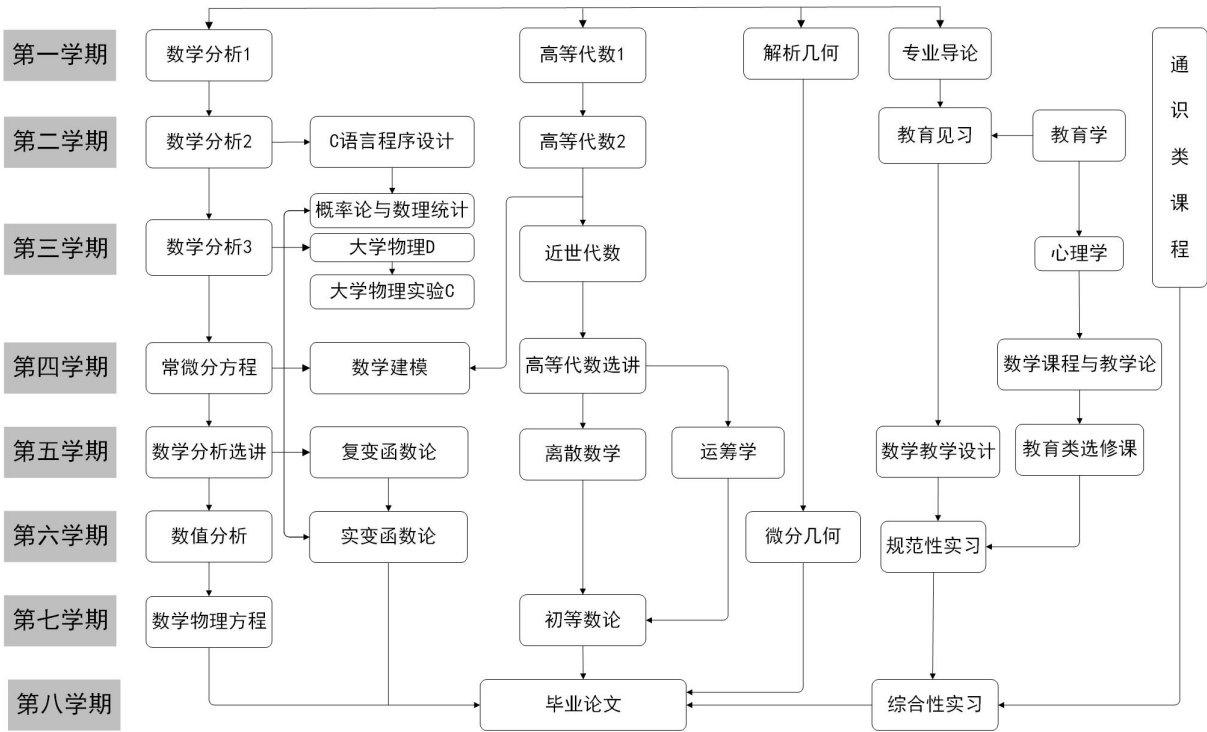 第一学期
数学分析1
高等代数1
解析几何
专业导论
通识类课程
第二学期
数学分析2
C语言程序设计
高等代数2
教育见习
教育学
概率论与数理统计
第三学期
数学分析3
大学物理D
近世代数
心理学
大学物理实验C
第四学期
常微分方程
数学建模
高等代数选讲
数学课程与教学论
第五学期
数学分析选讲
复变函数论
离散数学
运筹学
数学教学设计
教育类选修课
第六学期
数值分析
实变函数论
微分几何
规范性实习
第七学期
数学物理方程
初等数论
第八学期
毕业论文
综合性实习